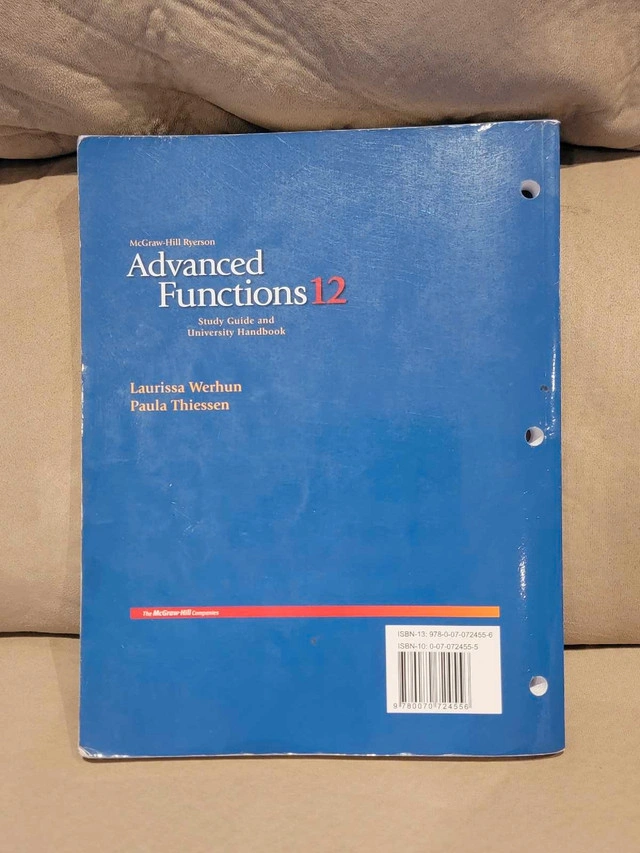 McGraw-Hill Ryerson
Advanced
Functions 12
Study Guide and
University Handbook
Laurissa Werhun
Paula Thiessen
The McGraw-Hill Companies
ISBN-13: 978-0-07-072455-6
ISBN-10: 0-07-072455-5
9 780070 724556